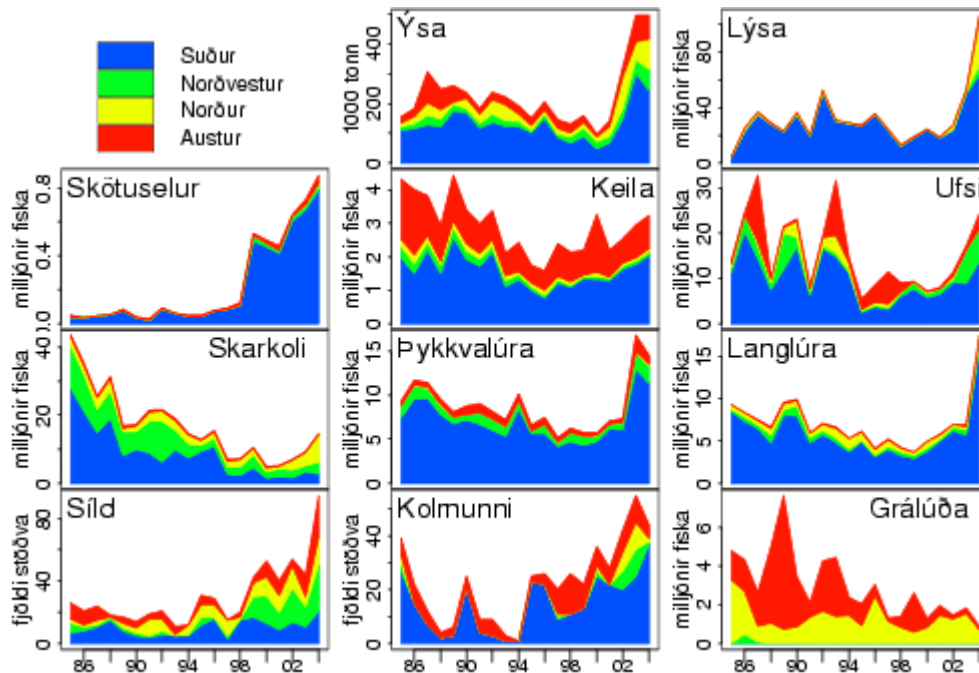 Suður
Norðvestur
Norður
Austur
Ýsa
1000 tonn
0
200
400
Lýsa
milljónir fiska
0
40
80
Skötuselur
milljónir fiska
0.0
0.4
0.8
Keila
milljónir fiska
0
1
2
3
4
Ufsi
milljónir fiska
0
10
20
30
Skarkoli
milljónir fiska
0
20
40
Þykkvalúra
milljónir fiska
0
5
10
15
Langlúra
milljónir fiska
0
5
10
15
Síld
fjöldi stöðva
0
40
80
86 90 94 98 02
Kolmunni
fjöldi stöðva
0
20
40
86 90 94 98 02
Grálúða
milljónir fiska
0
2
4
6
86 90 94 98 02